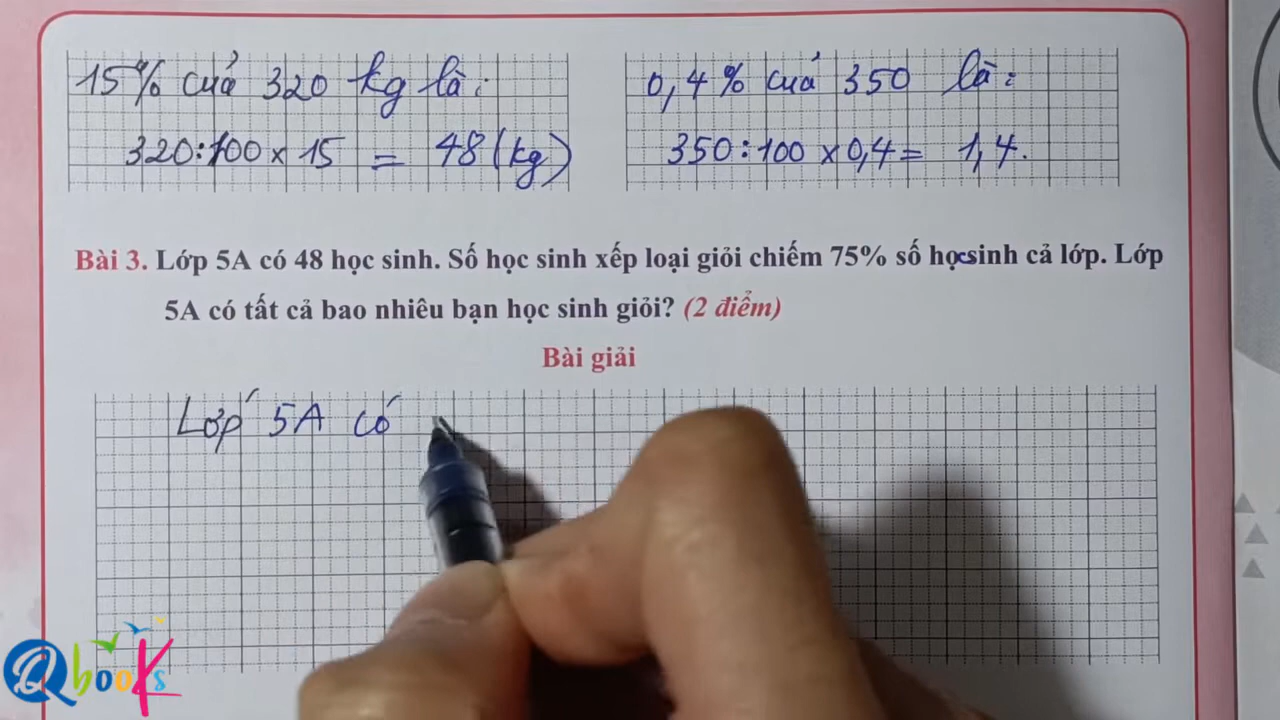 15% của 320 kg là:
320:100 x 15 = 48 (kg)
0,4% của 350 là:
350:100 x 0,4 = 1,4.
Bài 3. Lớp 5A có 48 học sinh. Số học sinh xếp loại giỏi chiếm 75% số họcsinh cả lớp. Lớp
5A có tất cả bao nhiêu bạn học sinh giỏi? (2 điểm)
Bài giải
Lớp 5A có
Qbooks